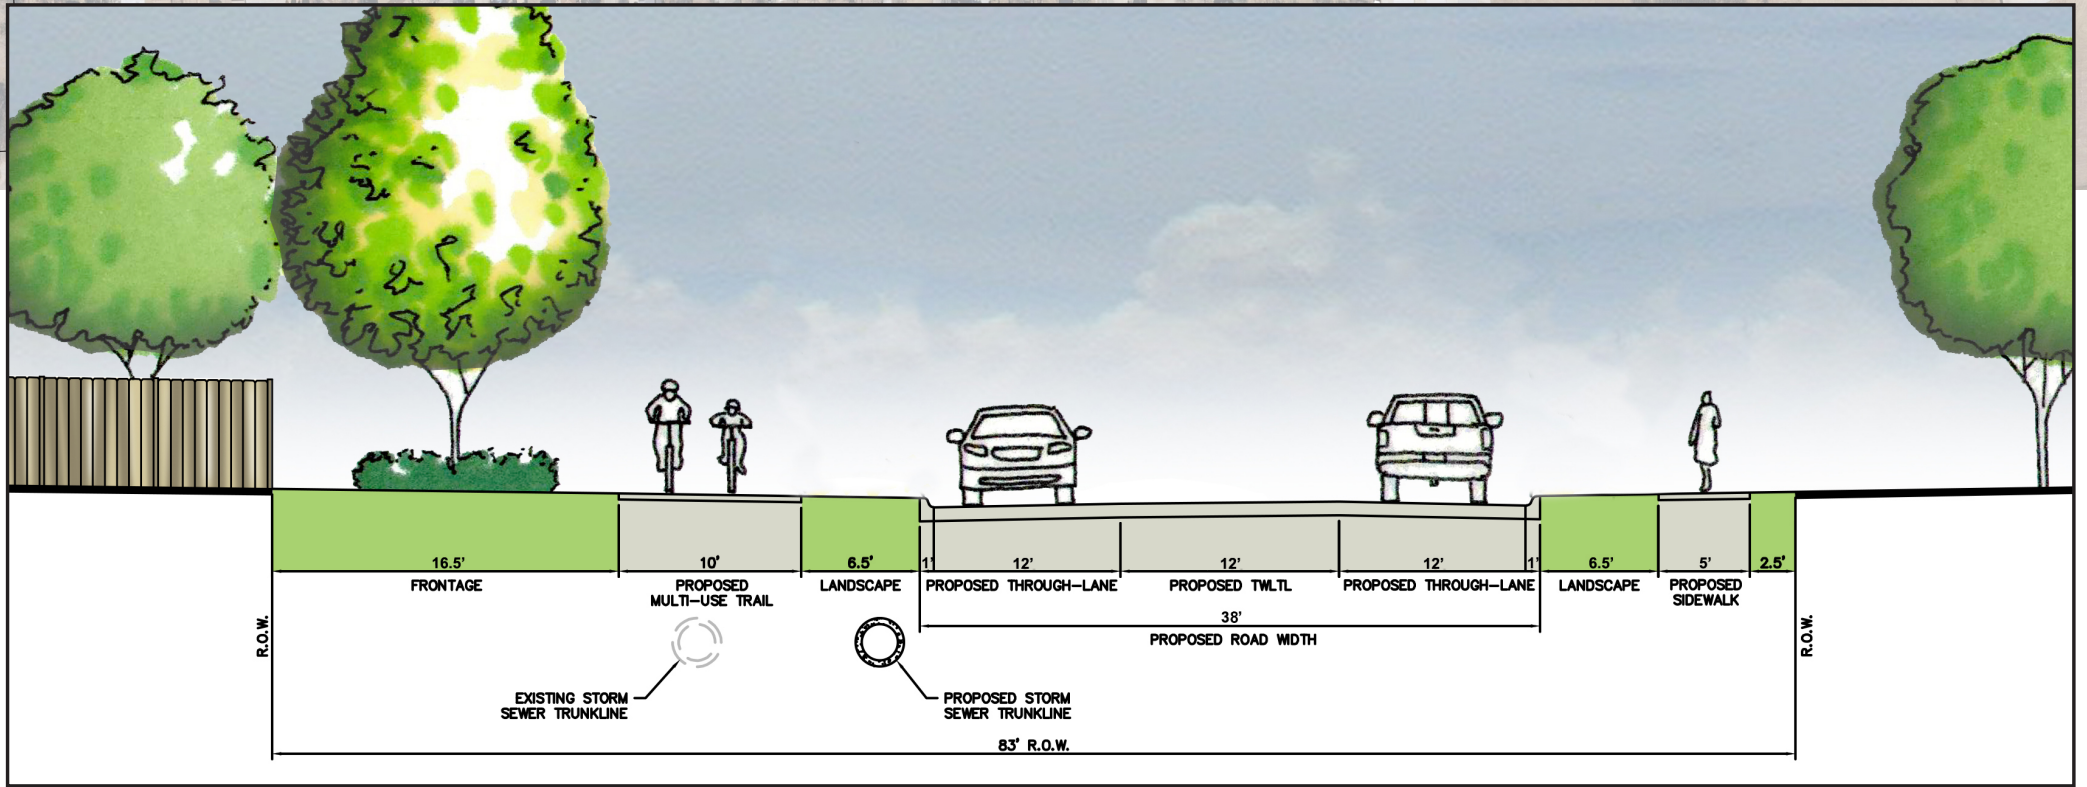 16.5'
FRONTAGE
10'
PROPOSED
MULTI-USE TRAIL
6.5'
LANDSCAPE
1'
12'
PROPOSED THROUGH-LANE
12'
PROPOSED TWLTL
12'
PROPOSED THROUGH-LANE
1'
6.5'
LANDSCAPE
5'
PROPOSED
SIDEWALK
2.5'
38'
PROPOSED ROAD WIDTH
R.O.W.
R.O.W.
EXISTING STORM
SEWER TRUNKLINE
PROPOSED STORM
SEWER TRUNKLINE
83' R.O.W.